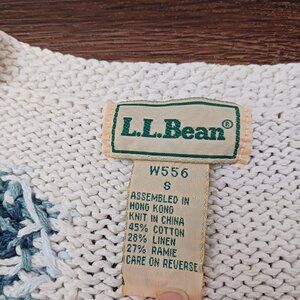 L.L.Bean®
W556
S
ASSEMBLED IN
HONG KONG
KNIT IN CHINA
45% COTTON
28% LINEN
27% RAMIE
CARE ON REVERSE